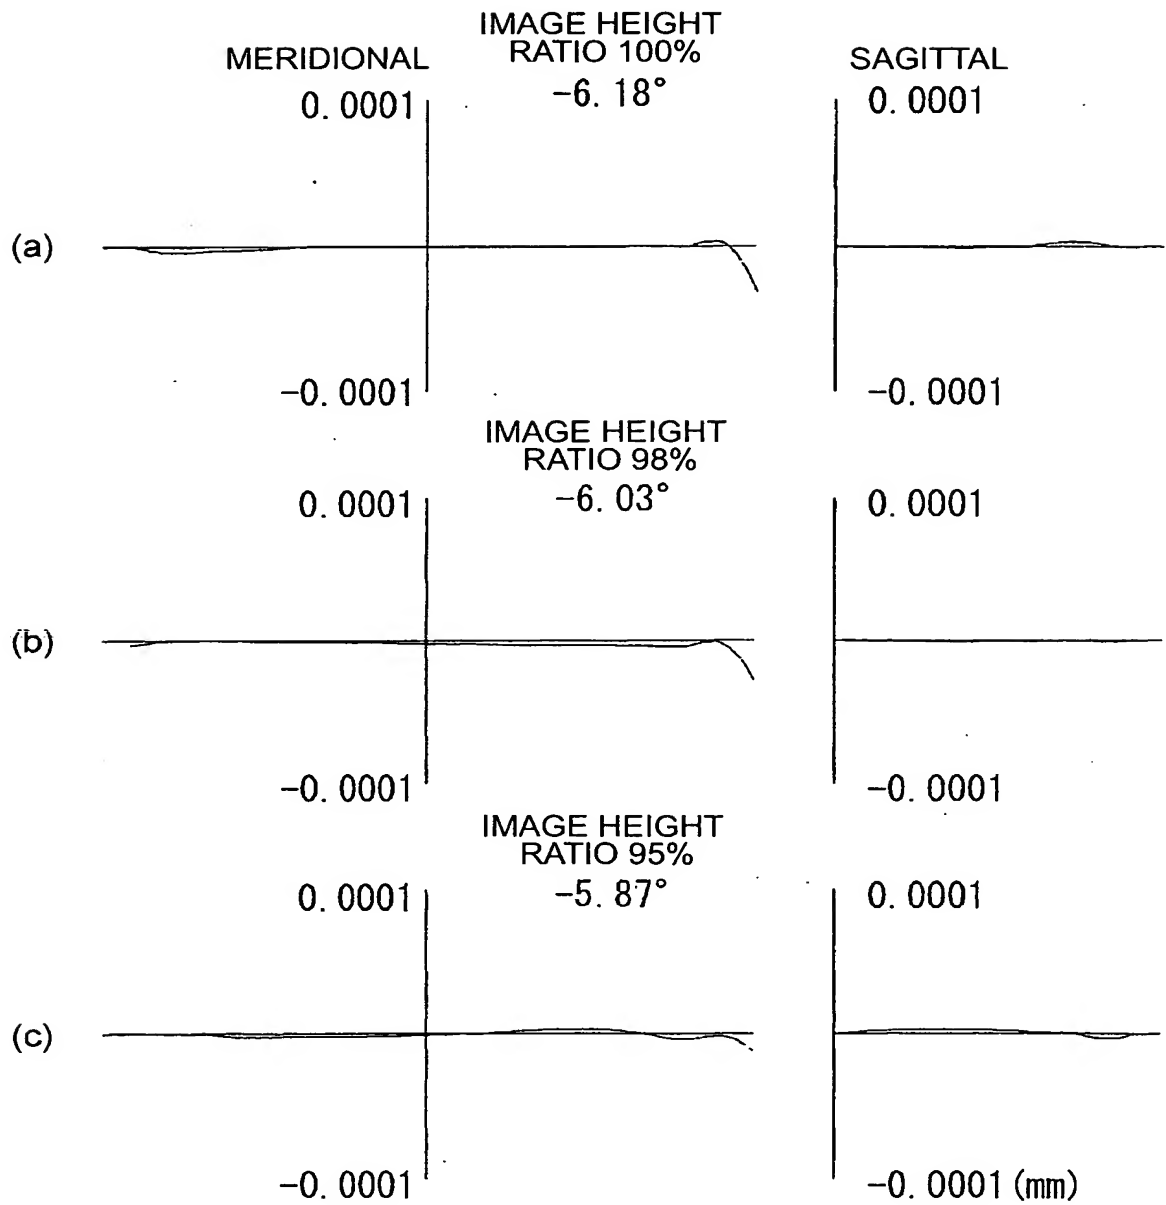 IMAGE HEIGHT
MERIDIONAL RATIO 100% SAGITTAL
0.0001 -6.18° 0.0001
(a)
-0.0001 -0.0001
IMAGE HEIGHT
RATIO 98%
0.0001 -6.03° 0.0001
(b)
-0.0001 -0.0001
IMAGE HEIGHT
RATIO 95%
0.0001 -5.87° 0.0001
(c)
-0.0001 -0.0001 (mm)